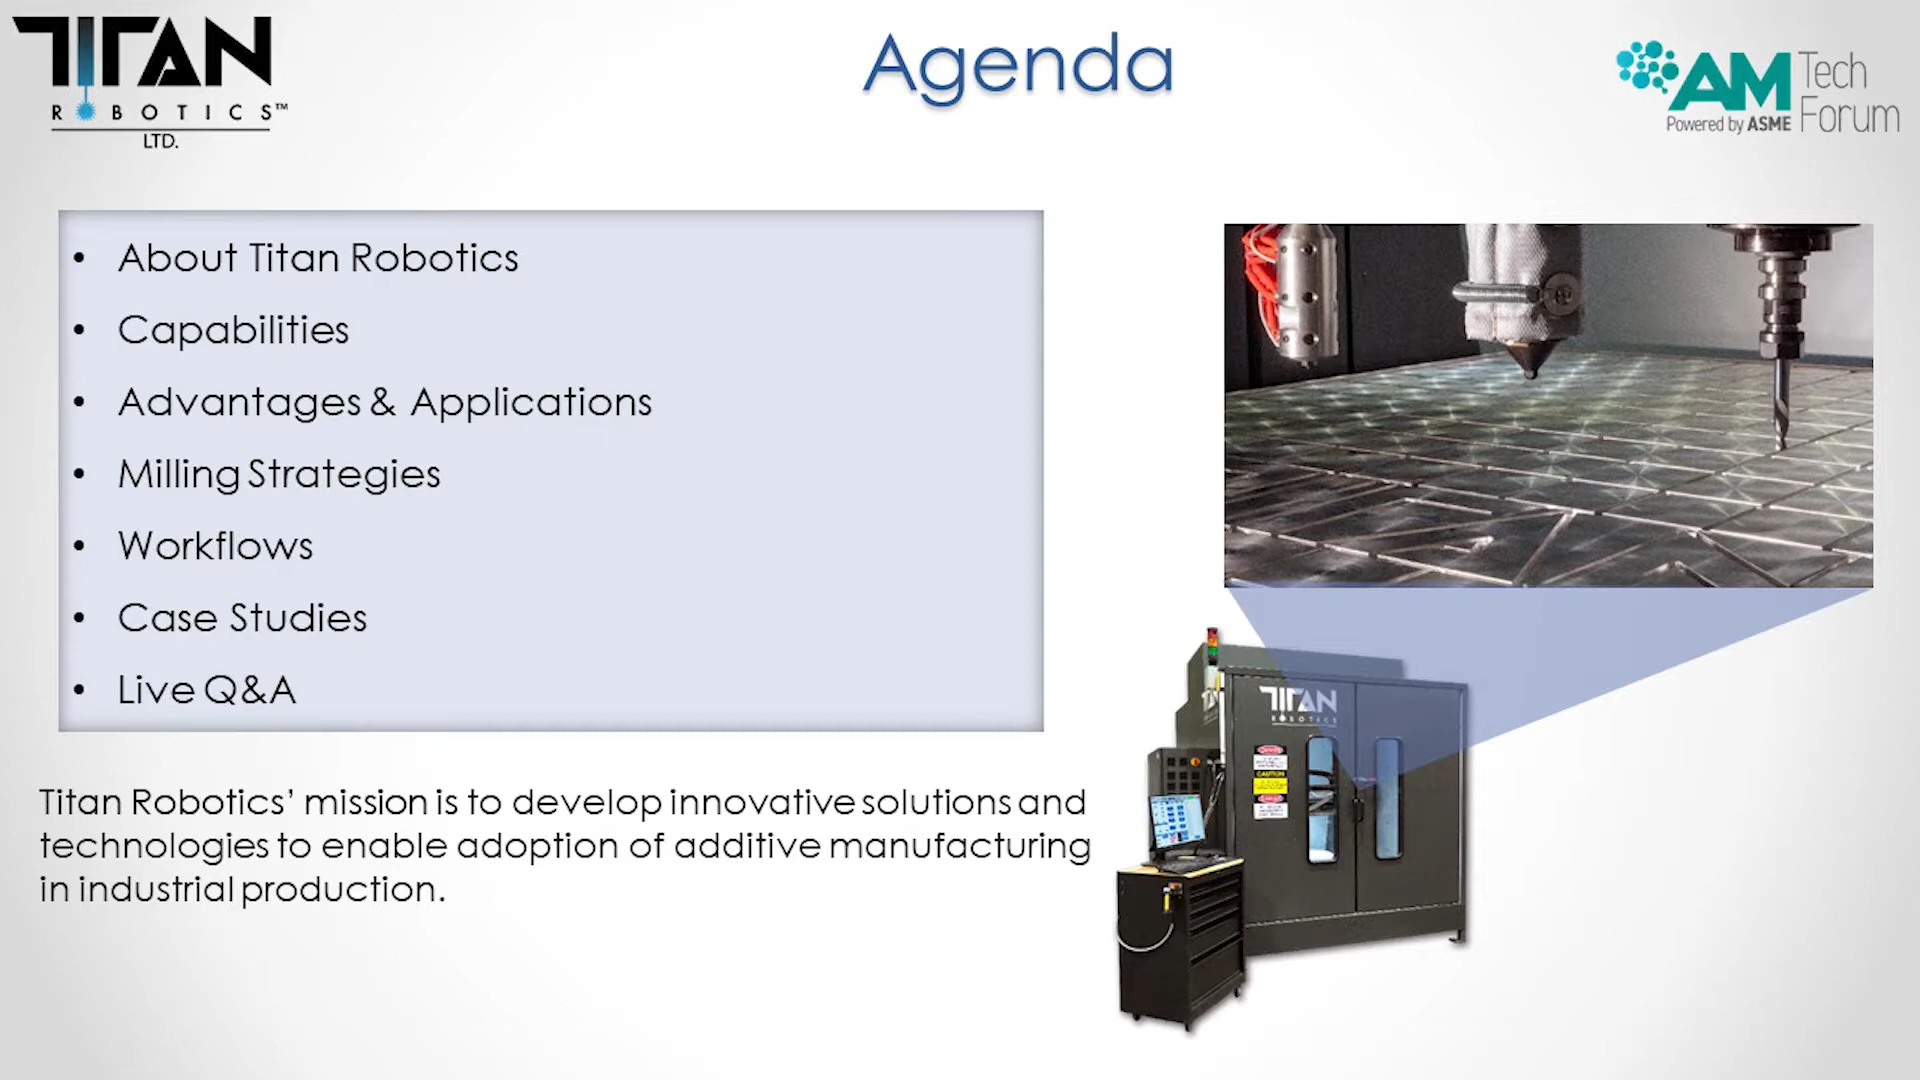 TITAN
ROBOTICS™
LTD.
Agenda
AM Tech
Forum
Powered by ASME
• About Titan Robotics
• Capabilities
• Advantages & Applications
• Milling Strategies
• Workflows
• Case Studies
• Live Q&A
Titan Robotics’ mission is to develop innovative solutions and
technologies to enable adoption of additive manufacturing
in industrial production.
TITAN
ROBOTICS
CAUTION